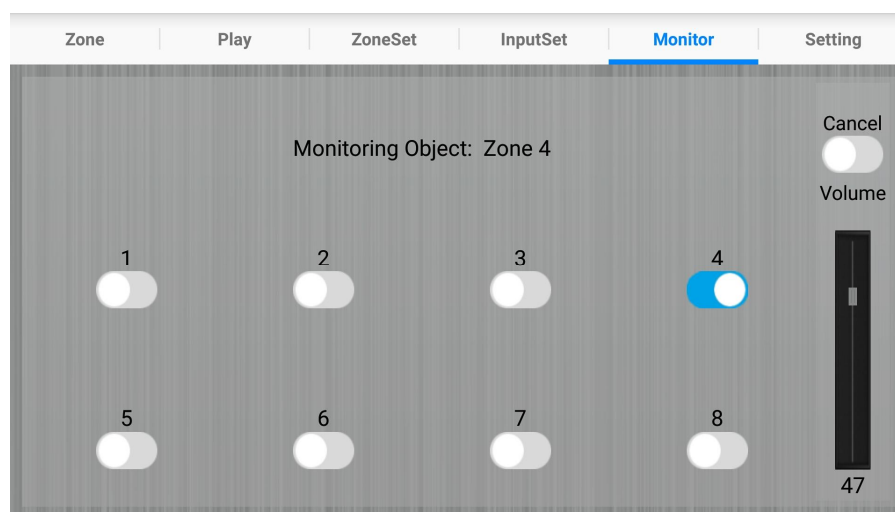 Zone Play ZoneSet InputSet Monitor Setting
Monitoring Object: Zone 4
Cancel
Volume
1 2 3 4
5 6 7 8
47